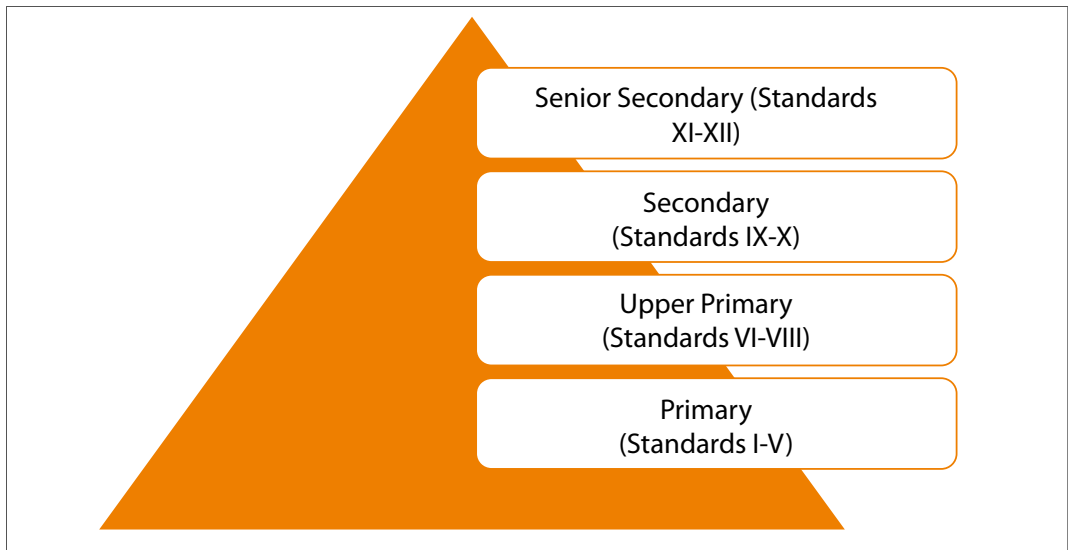 Senior Secondary (Standards
XI-XII)
Secondary
(Standards IX-X)
Upper Primary
(Standards VI-VIII)
Primary
(Standards I-V)